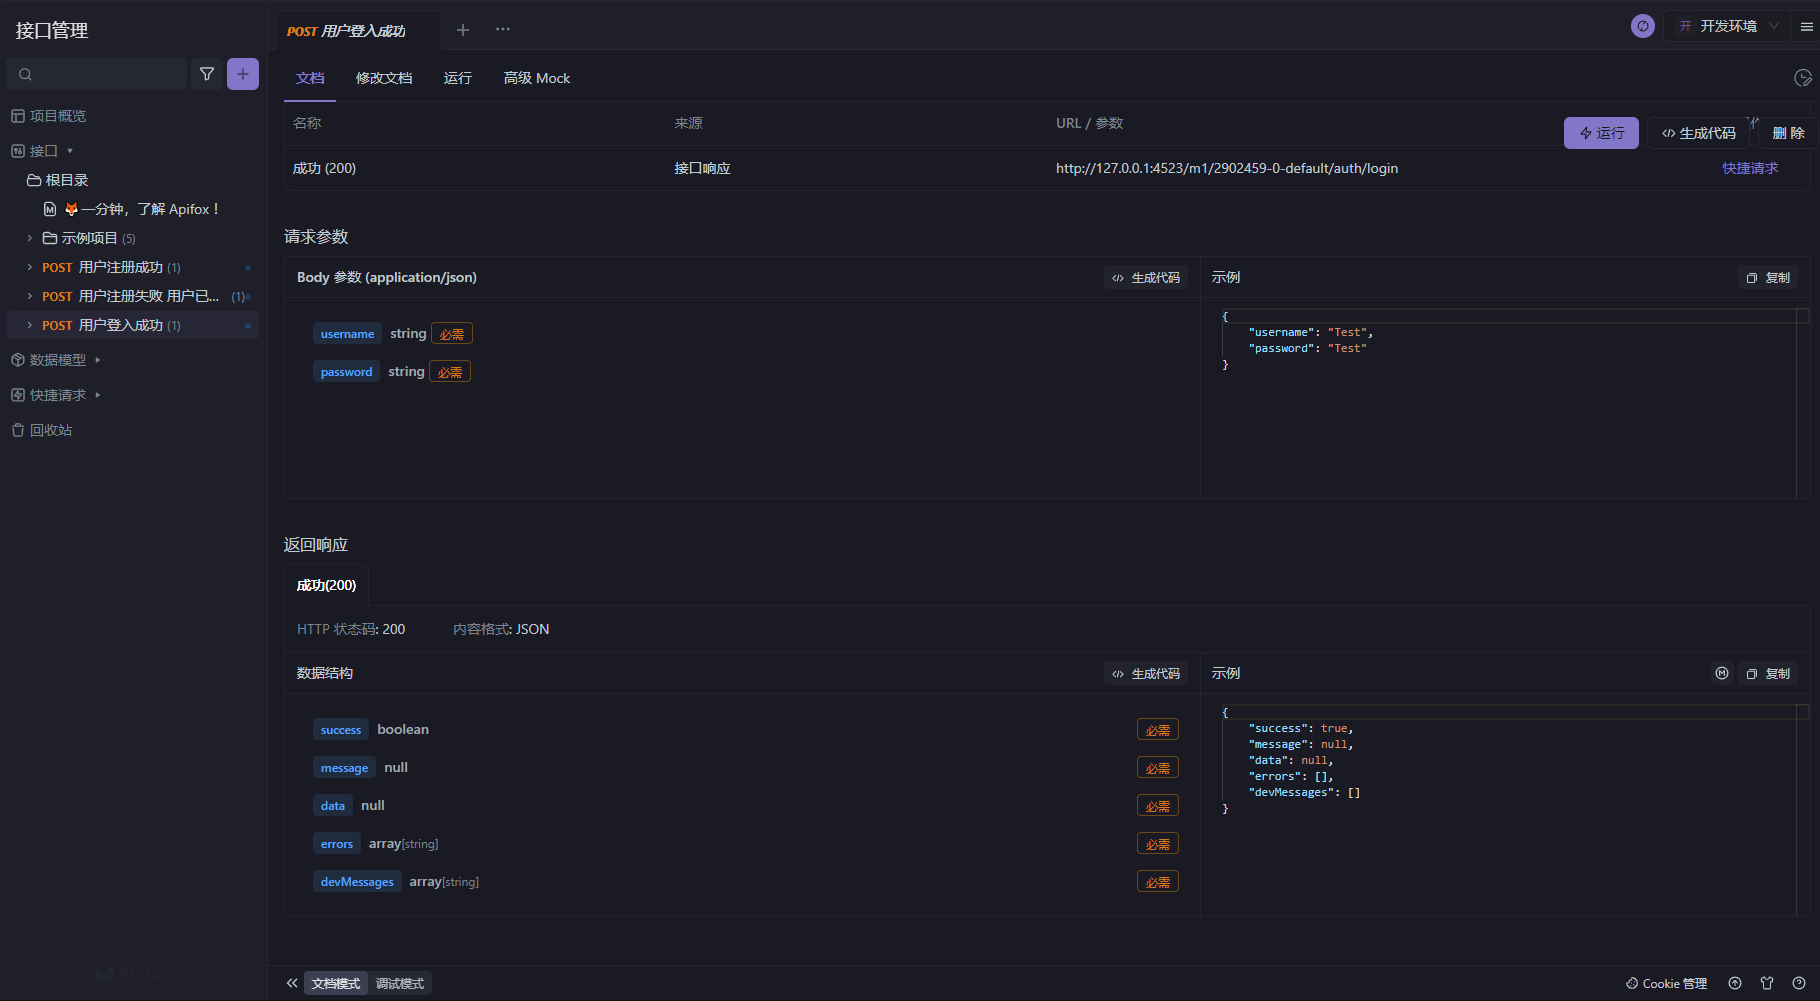 接口管理
项目概览
接口
根目录
M 🦊一分钟，了解 Apifox！
示例项目 (5)
POST 用户注册成功 (1)
POST 用户注册失败 用户已... (1)
POST 用户登入成功 (1)
数据模型
快捷请求
回收站
Apifox
POST 用户登入成功
开 开发环境
文档 修改文档 运行 高级 Mock
名称 来源 URL / 参数
运行 生成代码 删 除
成功 (200) 接口响应 http://127.0.0.1:4523/m1/2902459-0-default/auth/login 快捷请求
请求参数
Body 参数 (application/json) 生成代码 示例 复制
username string 必需
password string 必需
{
"username": "Test",
"password": "Test"
}
返回响应
成功(200)
HTTP 状态码: 200 内容格式: JSON
数据结构 生成代码 示例 M 复制
success boolean 必需
message null 必需
data null 必需
errors array[string] 必需
devMessages array[string] 必需
{
"success": true,
"message": null,
"data": null,
"errors": [],
"devMessages": []
}
文档模式 调试模式 Cookie 管理